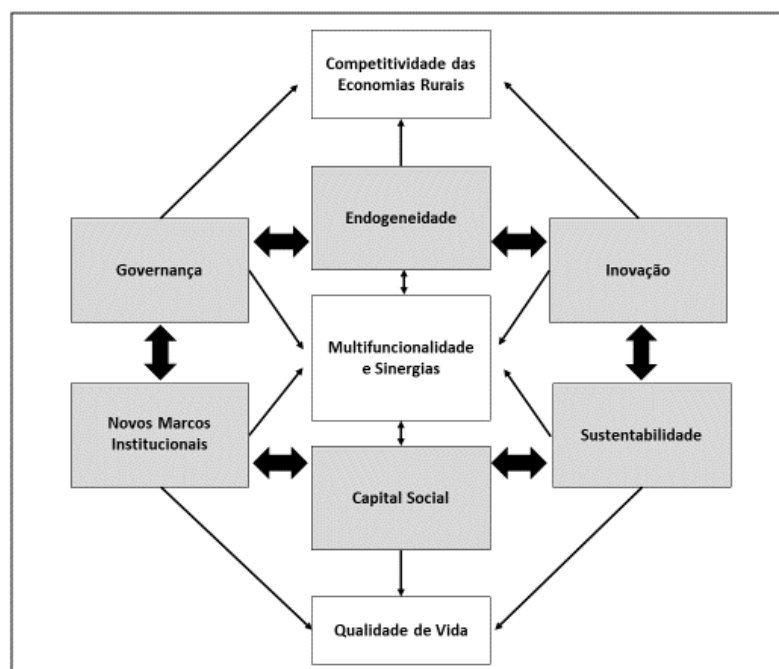 Competitividade das
Economias Rurais
Endogeneidade
Governança
Inovação
Multifuncionalidade
e Sinergias
Novos Marcos
Institucionais
Sustentabilidade
Capital Social
Qualidade de Vida